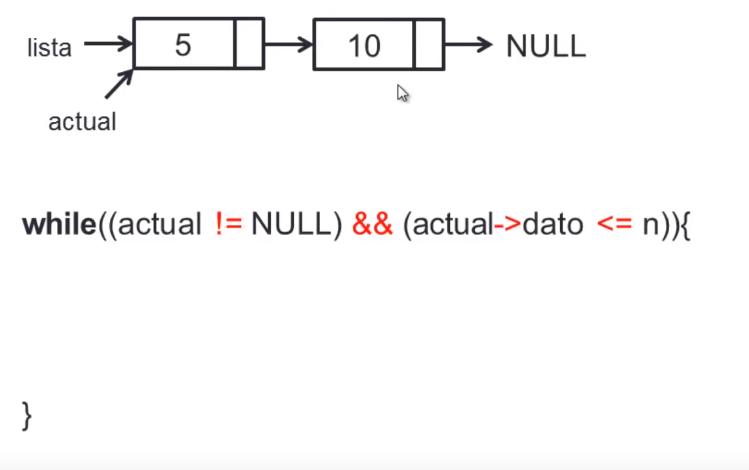 lista 5 10 NULL
actual
while((actual != NULL) && (actual->dato <= n)){
}